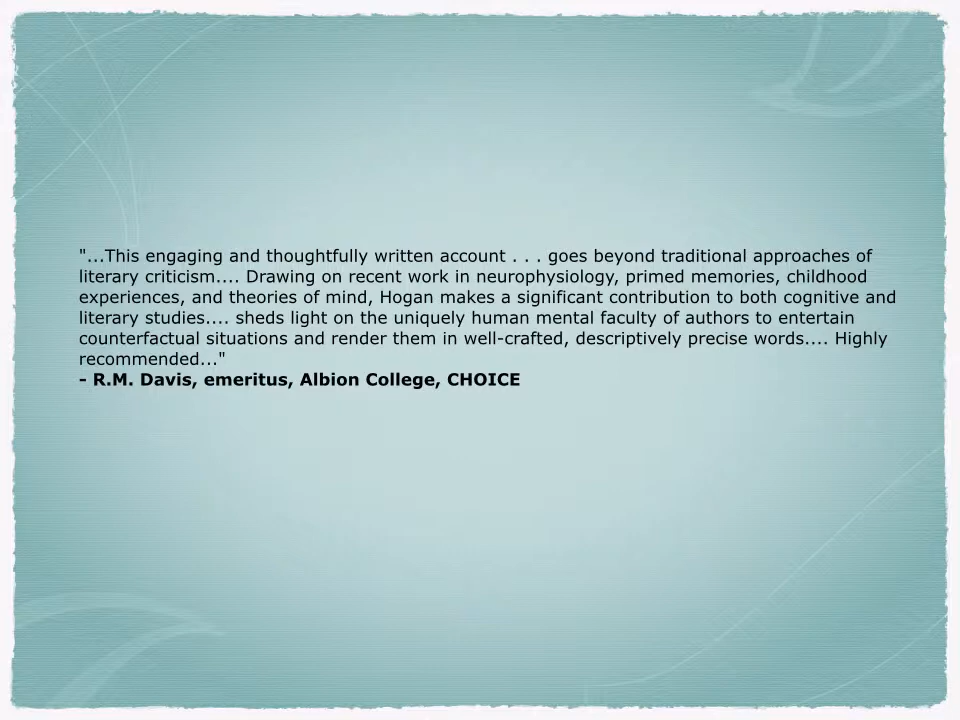 "...This engaging and thoughtfully written account . . . goes beyond traditional approaches of
literary criticism.... Drawing on recent work in neurophysiology, primed memories, childhood
experiences, and theories of mind, Hogan makes a significant contribution to both cognitive and
literary studies.... sheds light on the uniquely human mental faculty of authors to entertain
counterfactual situations and render them in well-crafted, descriptively precise words.... Highly
recommended..."
- R.M. Davis, emeritus, Albion College, CHOICE